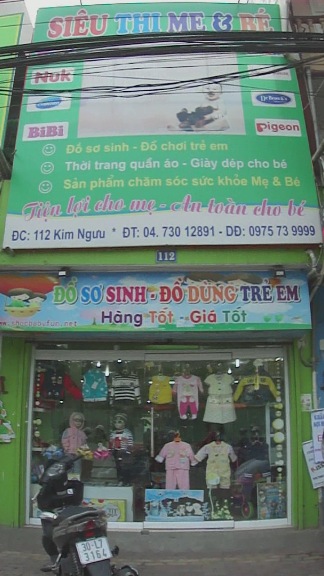 SIÊU THỊ MẸ & BÉ
Nuk
Dr.Brown's
BiBi
Pigeon
Đồ sơ sinh - Đồ chơi trẻ em
Thời trang quần áo - Giày dép cho bé
Sản phẩm chăm sóc sức khỏe Mẹ & Bé
Tiện lợi cho mẹ - An toàn cho bé
ĐC: 112 Kim Ngưu * ĐT: 04. 730 12891 - DĐ: 0975 73 9999
112
ĐỒ SƠ SINH - ĐỒ DÙNG TRẺ EM
Hàng Tốt - Giá Tốt
30-L7
3164